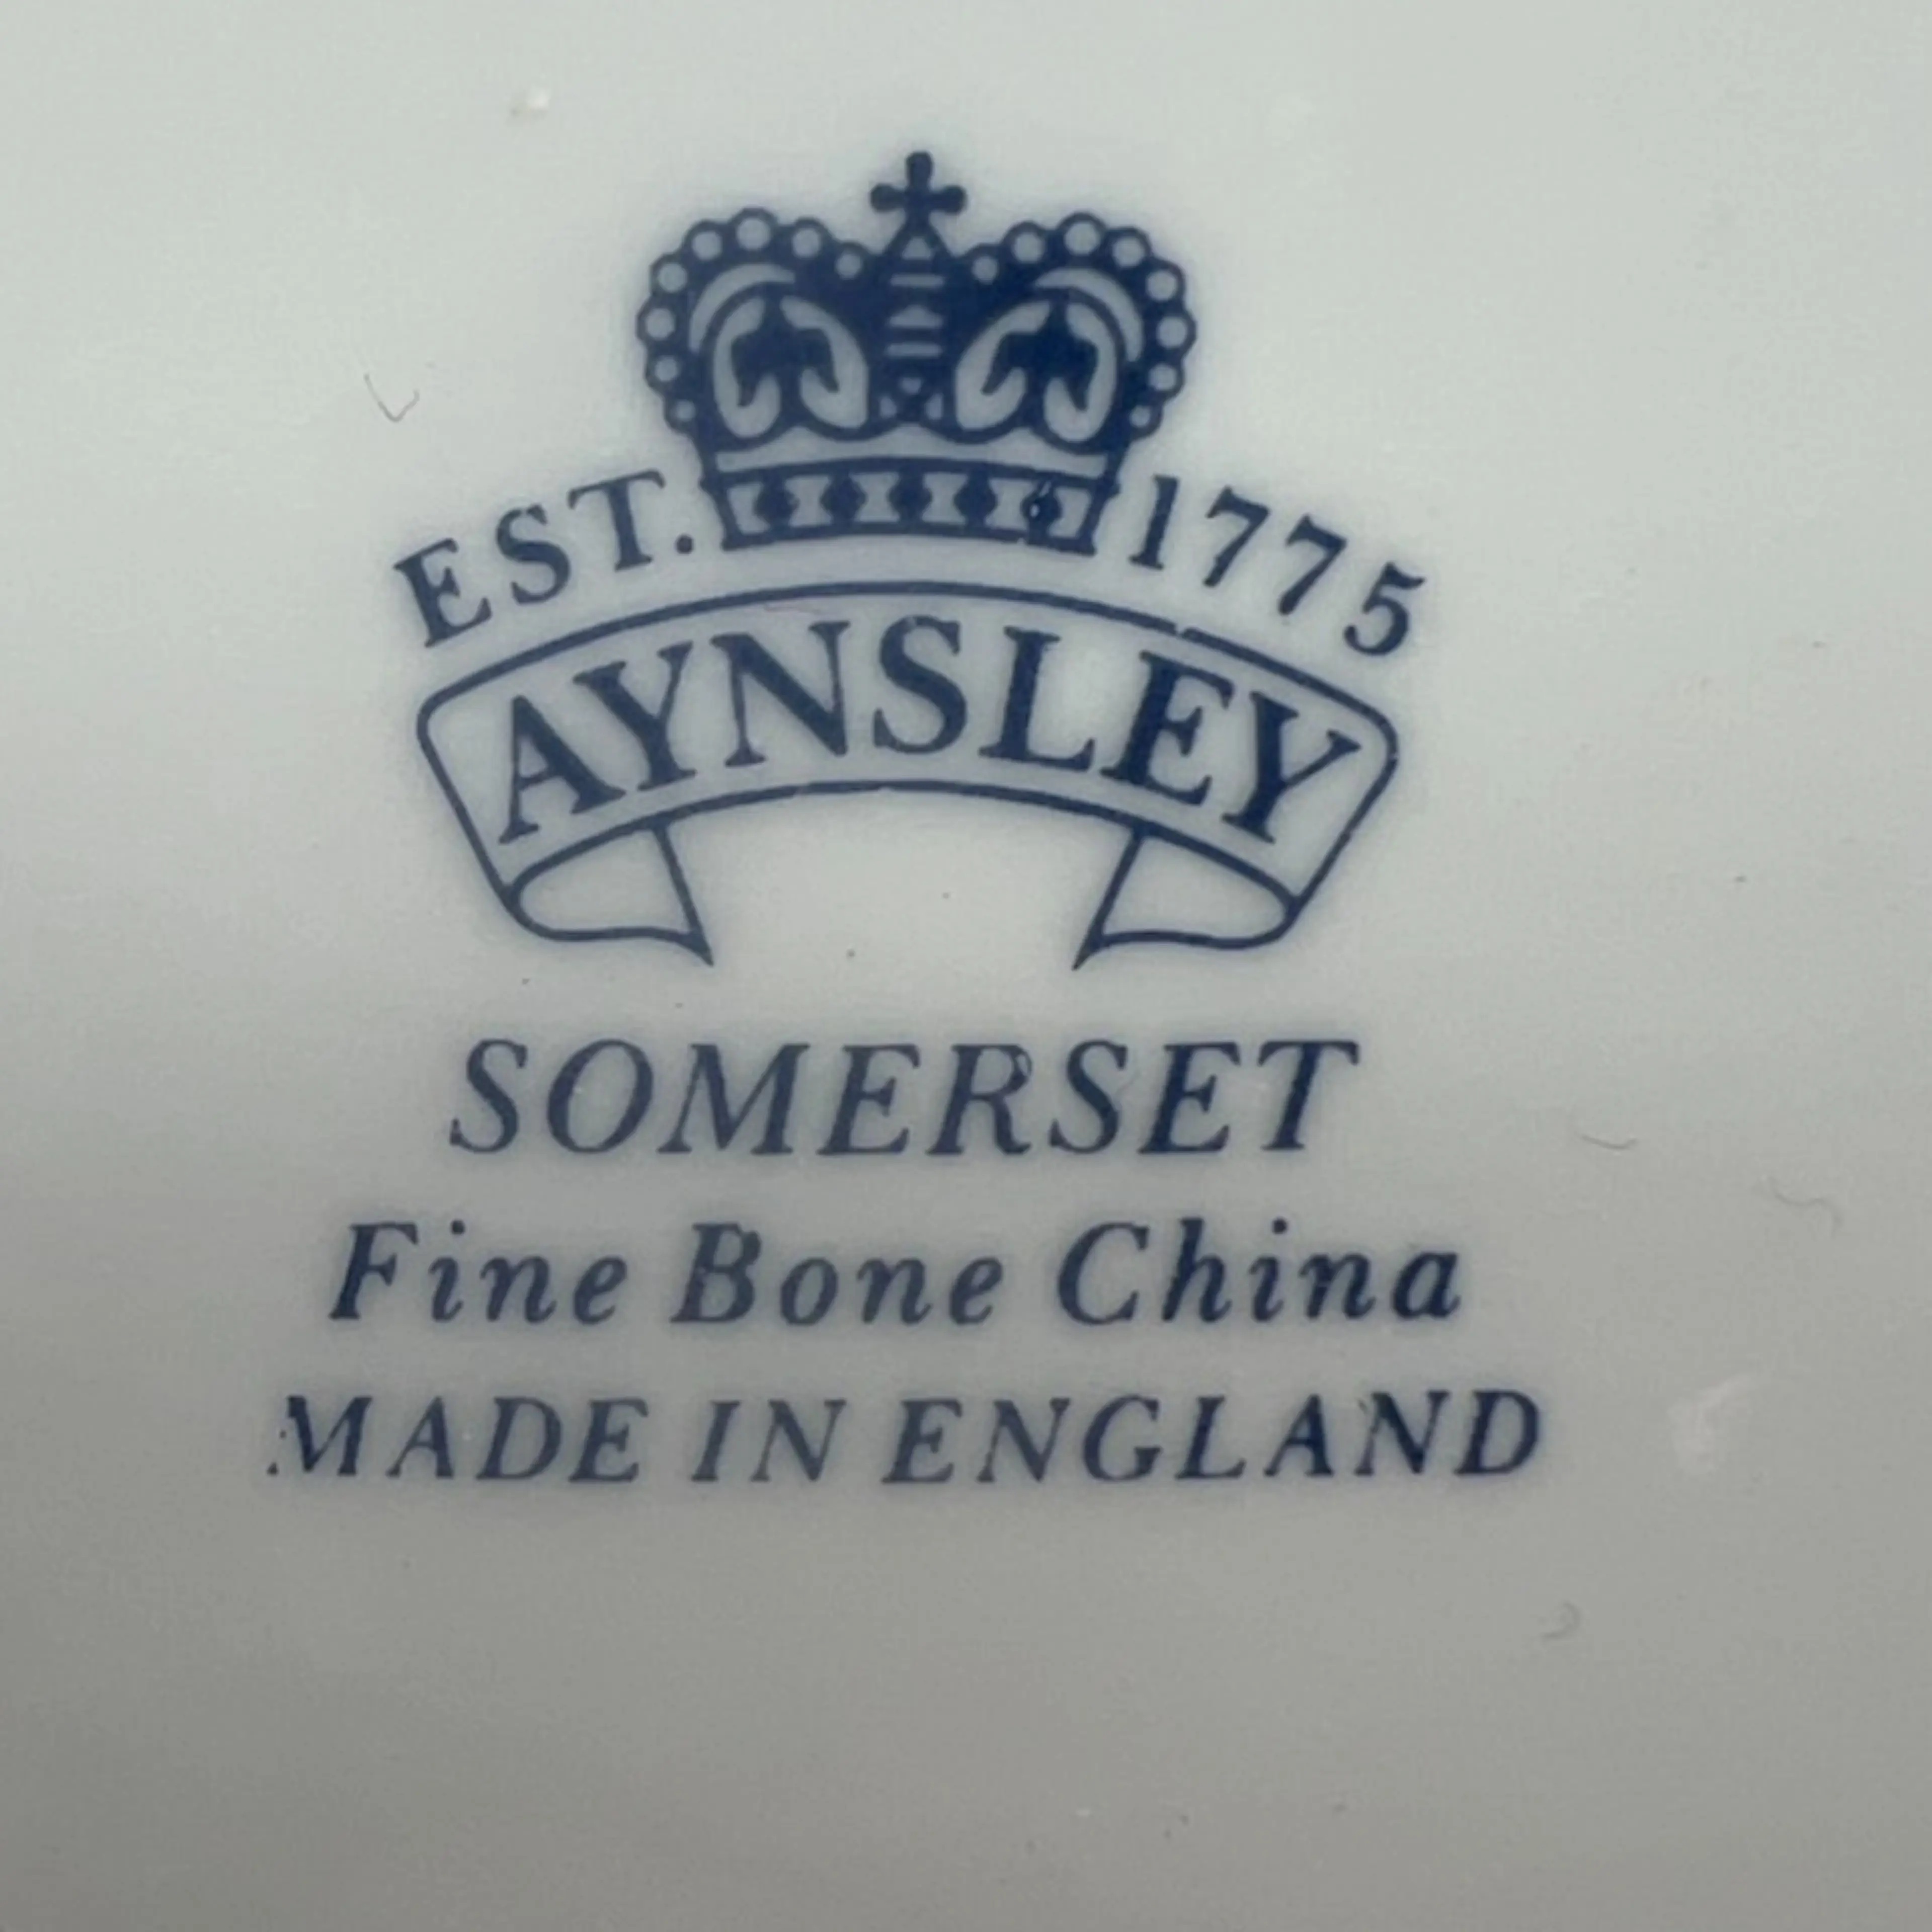 EST. 1775
AYNSLEY
SOMERSET
Fine Bone China
MADE IN ENGLAND